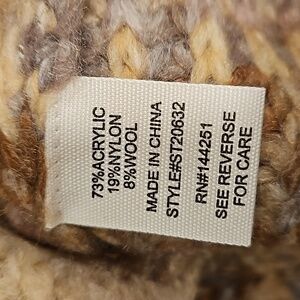 73%ACRYLIC
19%NYLON
8%WOOL
MADE IN CHINA
STYLE#ST20632
RN#144251
SEE REVERSE
FOR CARE